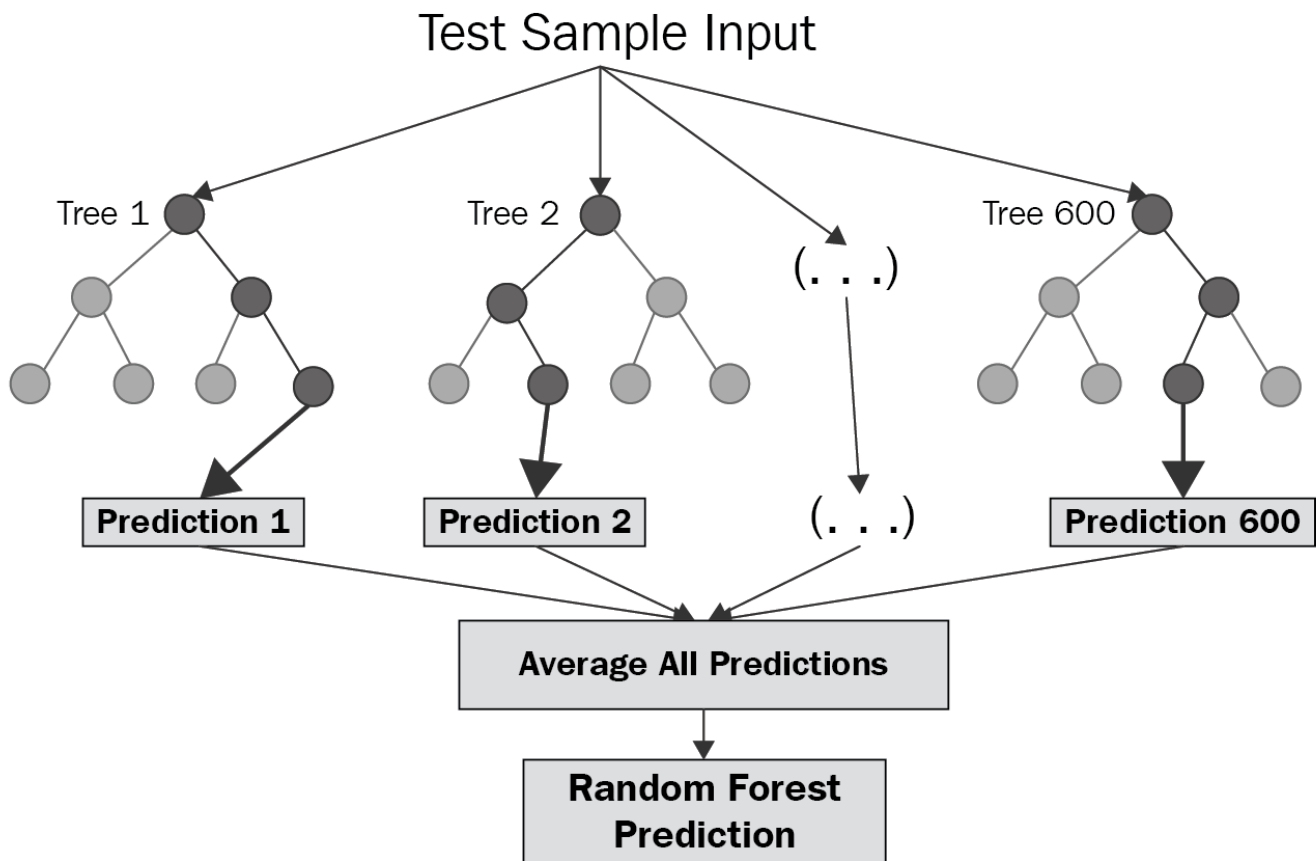 Test Sample Input
Tree 1
Tree 2
(. . .)
Tree 600
Prediction 1
Prediction 2
(. . .)
Prediction 600
Average All Predictions
Random Forest
Prediction